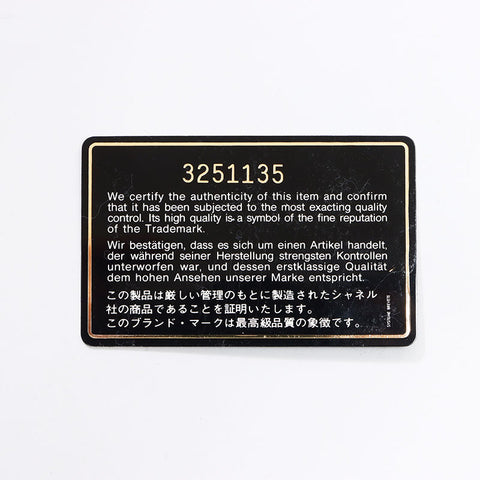 3251135
We certify the authenticity of this item and confirm
that it has been subjected to the most exacting quality
control. Its high quality is a symbol of the fine reputation
of the Trademark.
Wir bestätigen, dass es sich um einen Artikel handelt,
der während seiner Herstellung strengsten Kontrollen
unterworfen war, und dessen erstklassige Qualität
dem hohen Ansehen unserer Marke entspricht.
この製品は厳しい管理のもとに製造されたシャネル
社の商品であることを証明いたします。
このブランド・マークは最高級品質の象徴です。